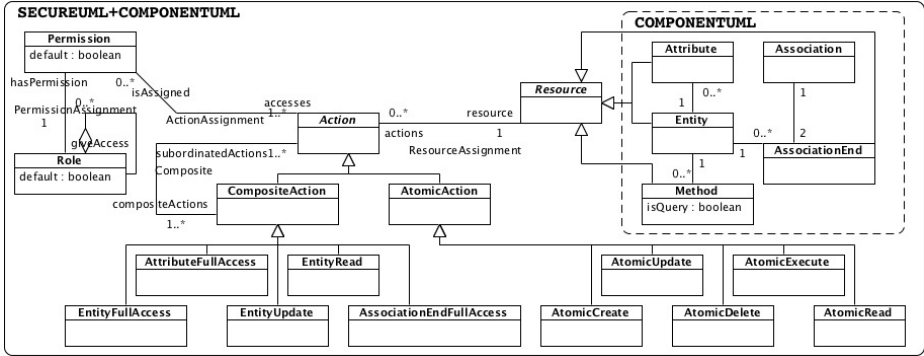 SECUREUML+COMPONENTUML
COMPONENTUML
Permission
default : boolean
hasPermission
0..*
isAssigned
PermissionAssignment
0..*
1
giveAccess
Role
default : boolean
ActionAssignment
accesses
1..*
Action
0..*
actions
resource
1
ResourceAssignment
Resource
Attribute
Association
0..*
1
1
Entity
0..*
1
2
AssociationEnd
1
0..*
Method
isQuery : boolean
subordinatedActions
1..*
Composite
compositeActions
1..*
CompositeAction
AtomicAction
AttributeFullAccess
EntityRead
AtomicUpdate
AtomicExecute
EntityFullAccess
EntityUpdate
AssociationEndFullAccess
AtomicCreate
AtomicDelete
AtomicRead